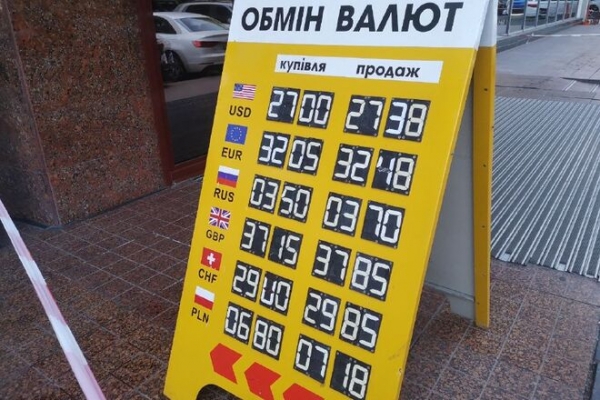 ОБМІН ВАЛЮТ
купівля продаж
USD 27 00 27 38
EUR 32 05 32 18
RUS 03 50 03 70
GBP 37 15 37 85
CHF 29 00 29 85
PLN 06 80 07 18